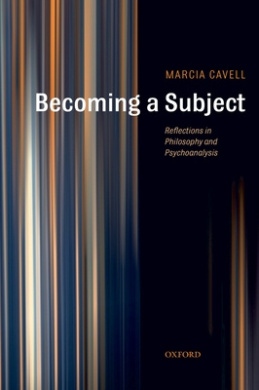 MARCIA CAVELL
Becoming a Subject
Reflections in
Philosophy and
Psychoanalysis
OXFORD